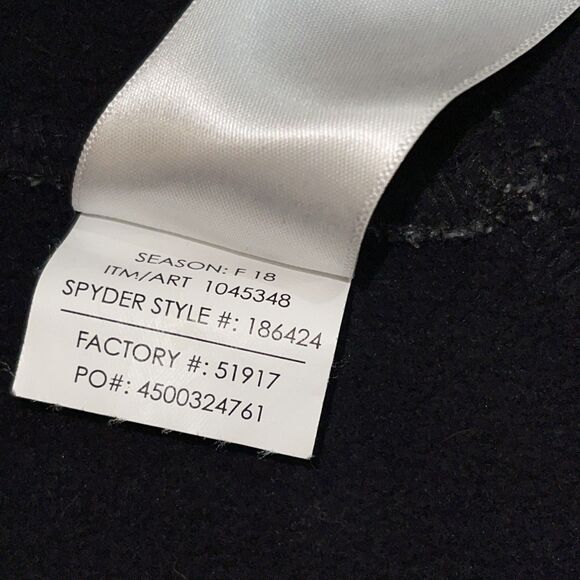 SEASON: F 18
ITM/ART 1045348
SPYDER STYLE #: 186424
FACTORY #: 51917
PO#: 4500324761